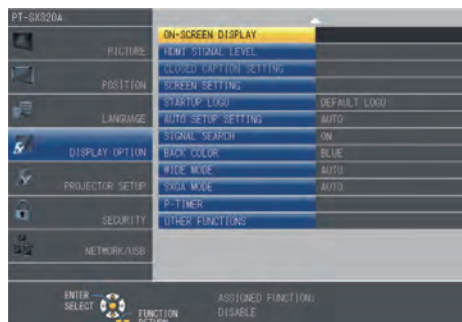 PT-SX320A
PICTURE
POSITION
LANGUAGE
DISPLAY OPTION
PROJECTOR SETUP
SECURITY
NETWORK/USB
ON-SCREEN DISPLAY
HDMI SIGNAL LEVEL
CLOSED CAPTION SETTING
SCREEN SETTING
STARTUP LOGO DEFAULT LOGO
AUTO SETUP SETTING AUTO
SIGNAL SEARCH ON
BACK COLOR BLUE
WIDE MODE AUTO
SXGA MODE AUTO
P-TIMER
OTHER FUNCTIONS
ENTER
SELECT
FUNCTION
RETURN
ASSIGNED FUNCTION:
DISABLE